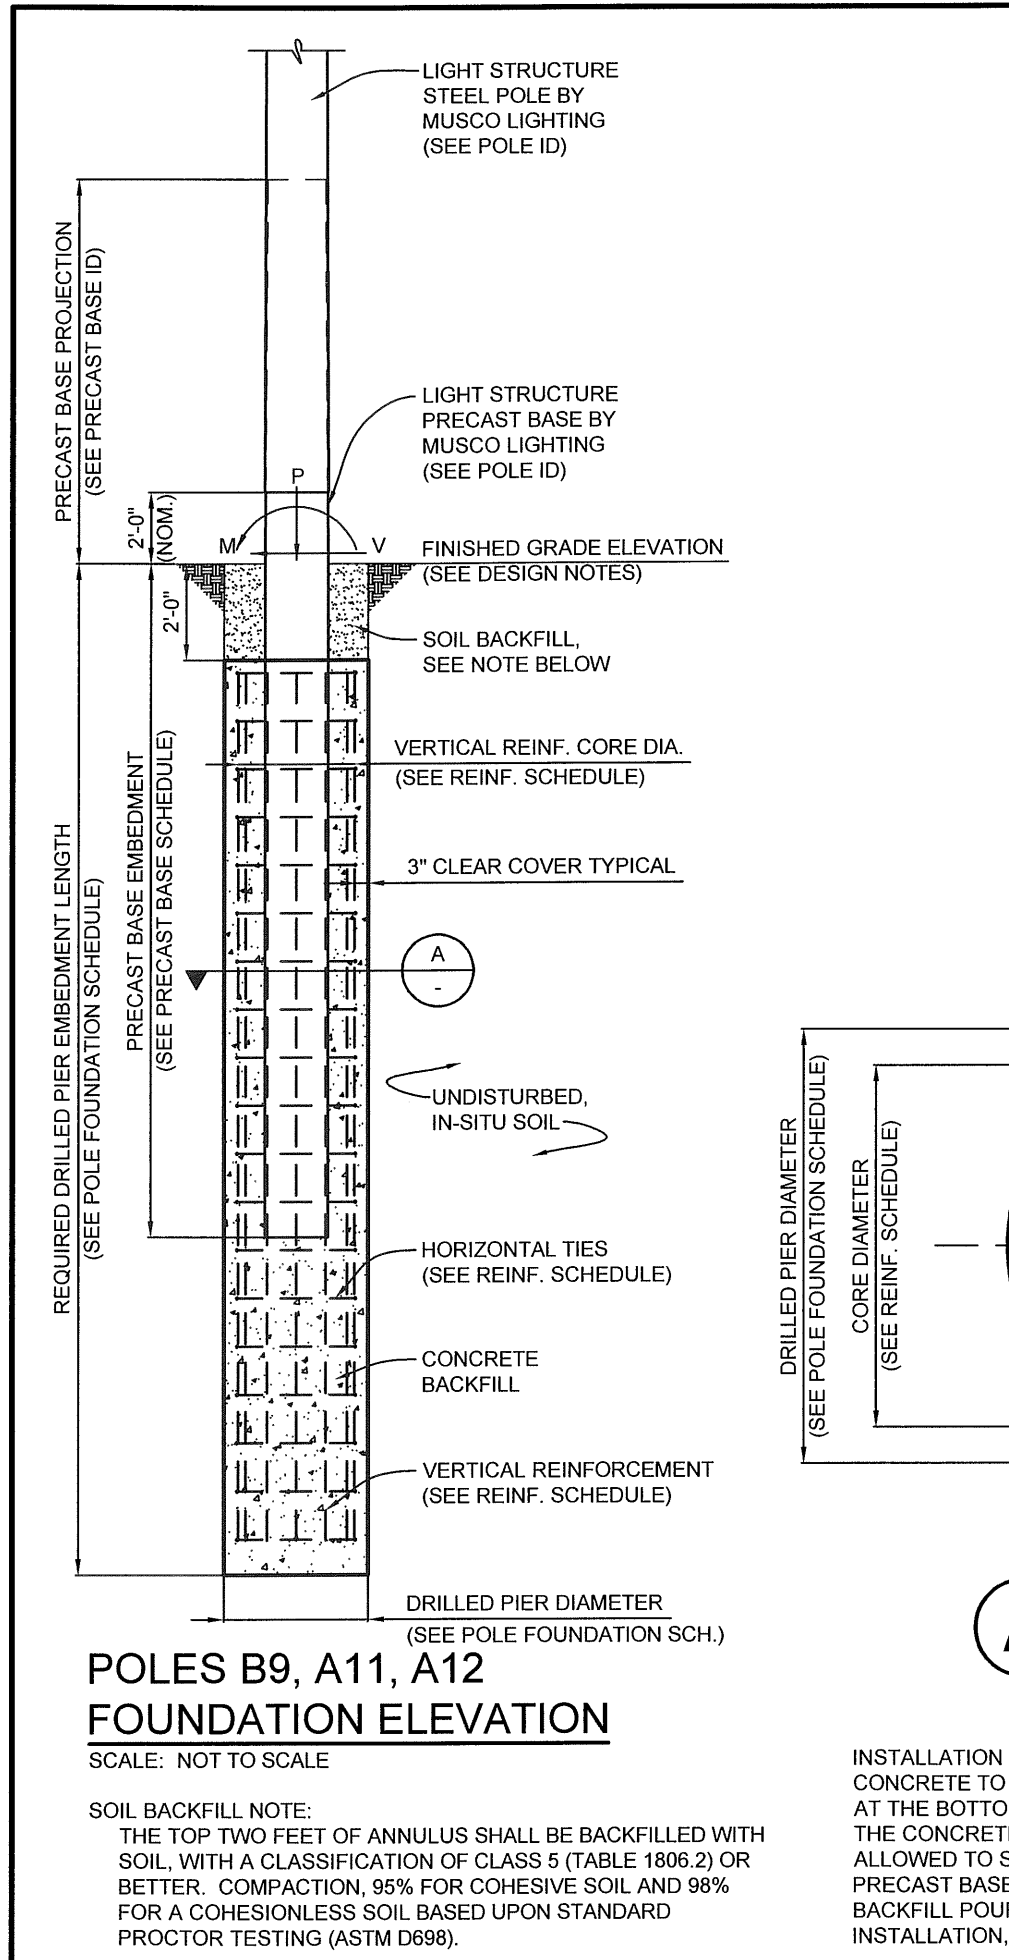 LIGHT STRUCTURE
STEEL POLE BY
MUSCO LIGHTING
(SEE POLE ID)
PRECAST BASE PROJECTION
(SEE PRECAST BASE ID)
LIGHT STRUCTURE
PRECAST BASE BY
MUSCO LIGHTING
(SEE POLE ID)
P
2'-0"
(NOM.)
M
V
FINISHED GRADE ELEVATION
(SEE DESIGN NOTES)
2'-0"
SOIL BACKFILL,
SEE NOTE BELOW
VERTICAL REINF. CORE DIA.
(SEE REINF. SCHEDULE)
3" CLEAR COVER TYPICAL
REQUIRED DRILLED PIER EMBEDMENT LENGTH
(SEE POLE FOUNDATION SCHEDULE)
PRECAST BASE EMBEDMENT
(SEE PRECAST BASE SCHEDULE)
A
-
UNDISTURBED,
IN-SITU SOIL
DRILLED PIER DIAMETER
(SEE POLE FOUNDATION SCHEDULE)
CORE DIAMETER
(SEE REINF. SCHEDULE)
HORIZONTAL TIES
(SEE REINF. SCHEDULE)
CONCRETE
BACKFILL
VERTICAL REINFORCEMENT
(SEE REINF. SCHEDULE)
DRILLED PIER DIAMETER
(SEE POLE FOUNDATION SCH.)
POLES B9, A11, A12
FOUNDATION ELEVATION
SCALE: NOT TO SCALE
SOIL BACKFILL NOTE:
THE TOP TWO FEET OF ANNULUS SHALL BE BACKFILLED WITH
SOIL, WITH A CLASSIFICATION OF CLASS 5 (TABLE 1806.2) OR
BETTER. COMPACTION, 95% FOR COHESIVE SOIL AND 98%
FOR A COHESIONLESS SOIL BASED UPON STANDARD
PROCTOR TESTING (ASTM D698).
INSTALLATION
CONCRETE TO
AT THE BOTTO
THE CONCRET
ALLOWED TO S
PRECAST BASE
BACKFILL POU
INSTALLATION,